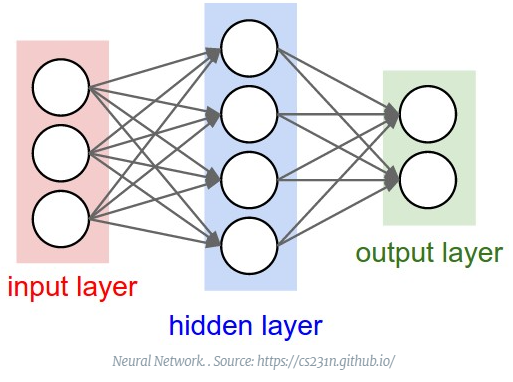 input layer
hidden layer
output layer
Neural Network. . Source: https://cs231n.github.io/